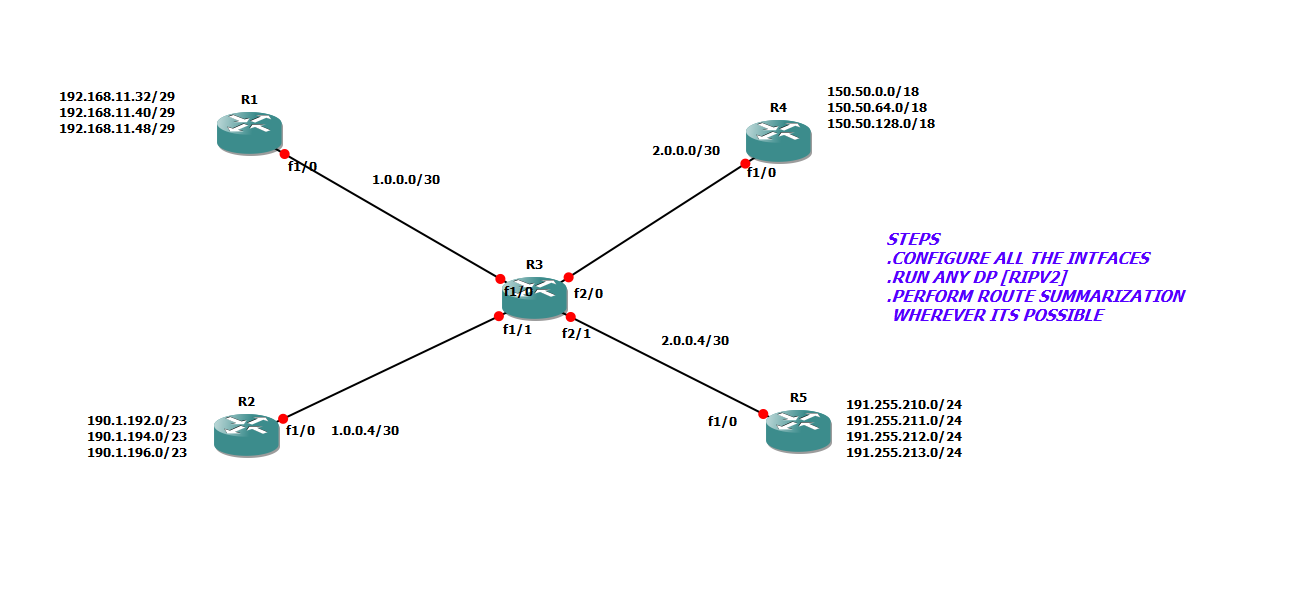 192.168.11.32/29
192.168.11.40/29
192.168.11.48/29
R1
f1/0
1.0.0.0/30
150.50.0.0/18
150.50.64.0/18
150.50.128.0/18
R4
2.0.0.0/30
f1/0
STEPS
.CONFIGURE ALL THE INTFACES
.RUN ANY DP [RIPV2]
.PERFORM ROUTE SUMMARIZATION
WHEREVER ITS POSSIBLE
R3
f1/0
f2/0
f1/1
f2/1
2.0.0.4/30
R2
190.1.192.0/23
190.1.194.0/23
190.1.196.0/23
f1/0
1.0.0.4/30
R5
f1/0
191.255.210.0/24
191.255.211.0/24
191.255.212.0/24
191.255.213.0/24